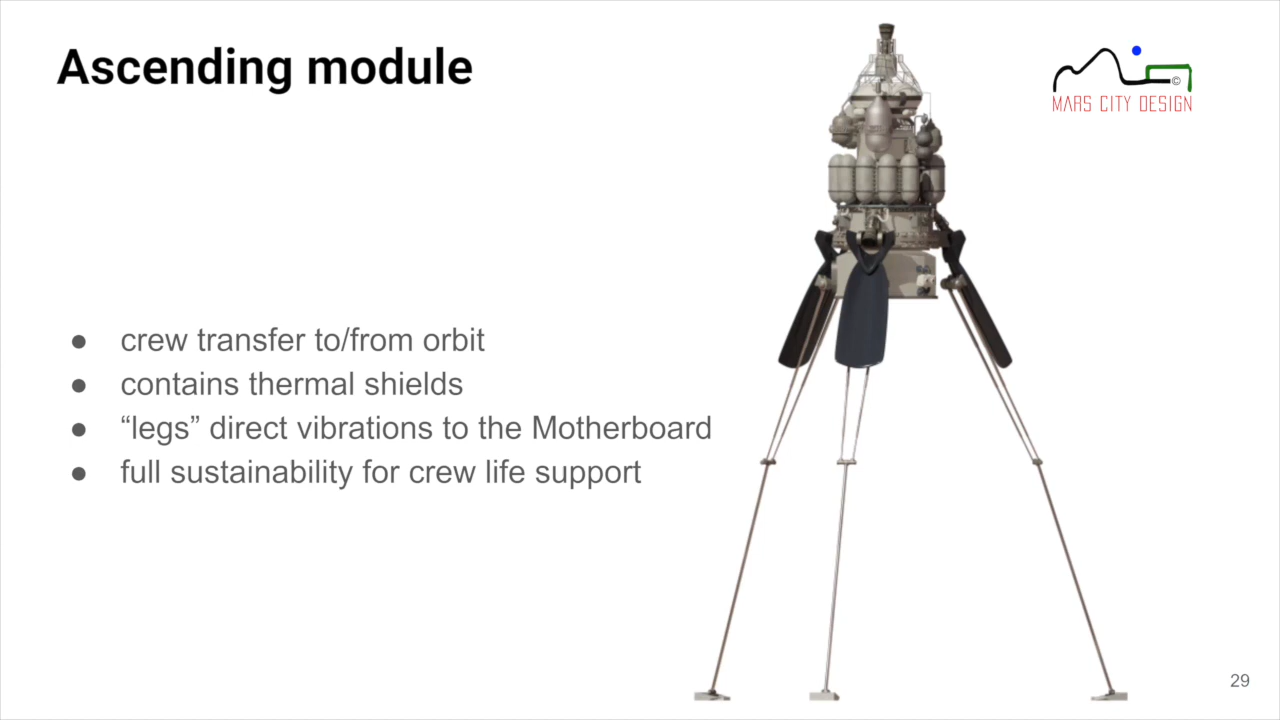 Ascending module
©
MARS CITY DESIGN
● crew transfer to/from orbit
● contains thermal shields
● “legs” direct vibrations to the Motherboard
● full sustainability for crew life support
29